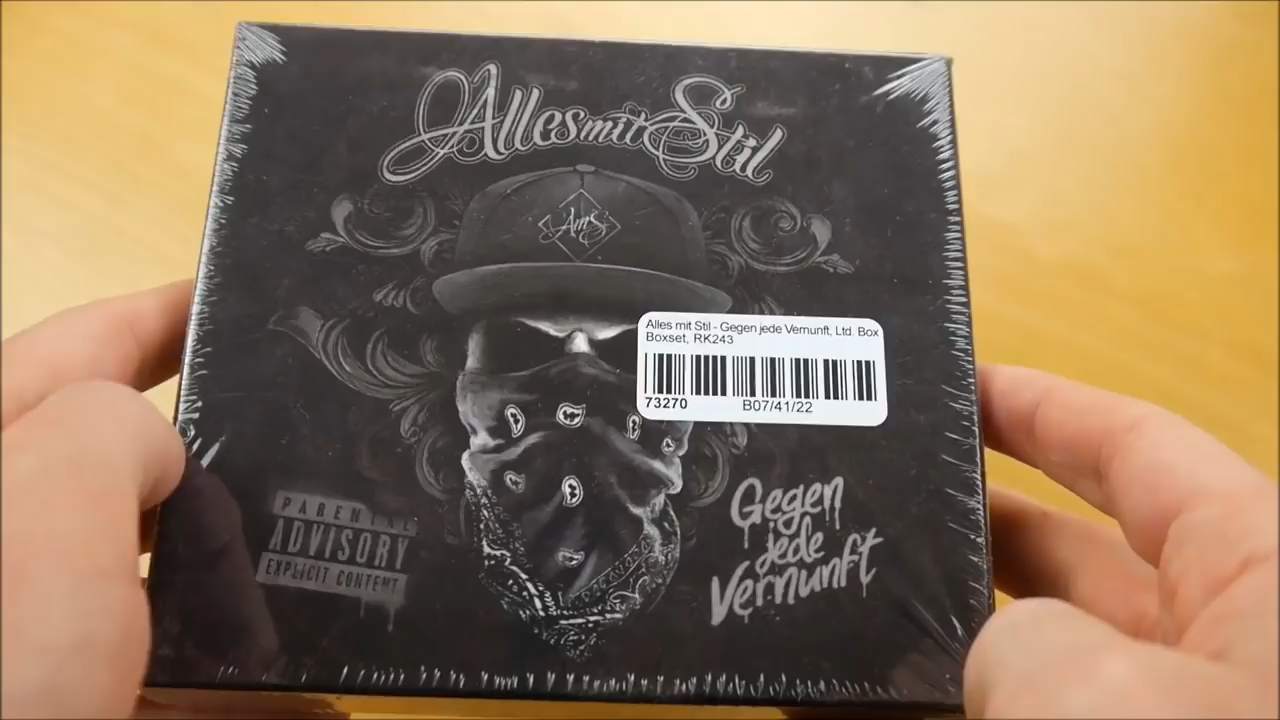 Alles mit Stil
AmS
Alles mit Stil - Gegen jede Vernunft, Ltd. Box
Boxset, RK243
73270 B07/41/22
Gegen
jede
Vernunft
PARENTAL
ADVISORY
EXPLICIT CONTENT